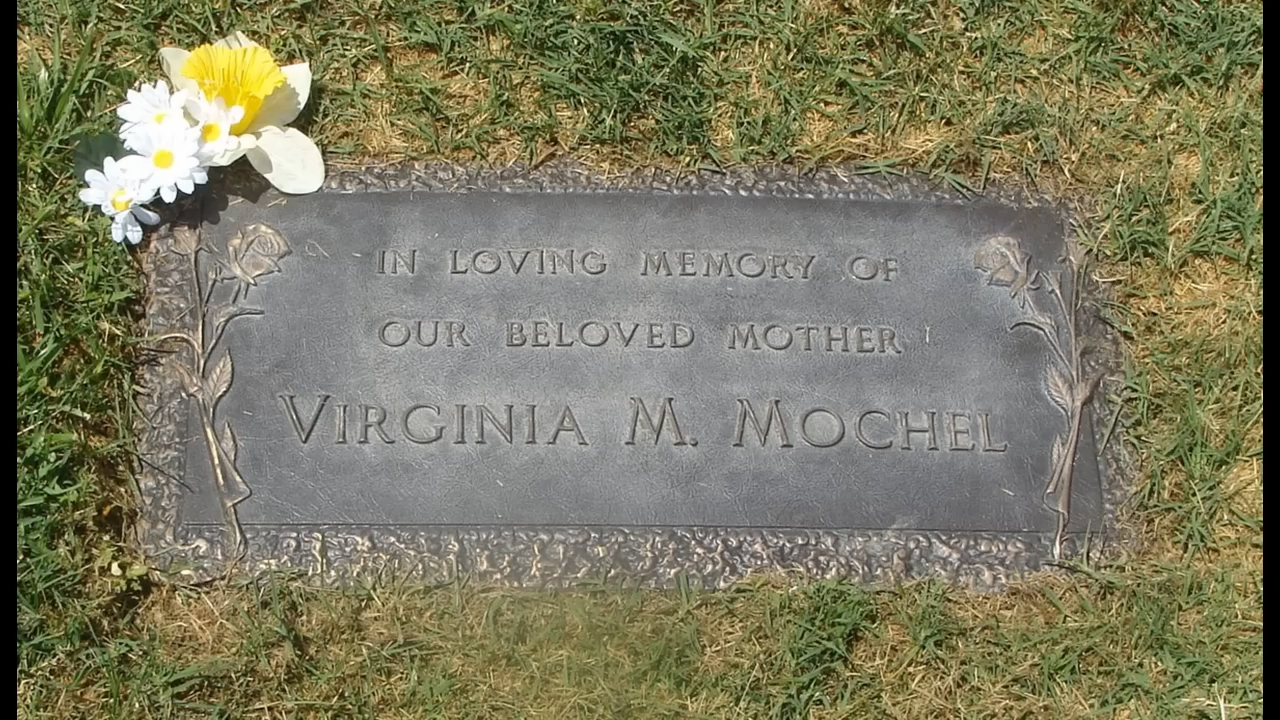 IN LOVING MEMORY OF
OUR BELOVED MOTHER
VIRGINIA M. MOCHEL